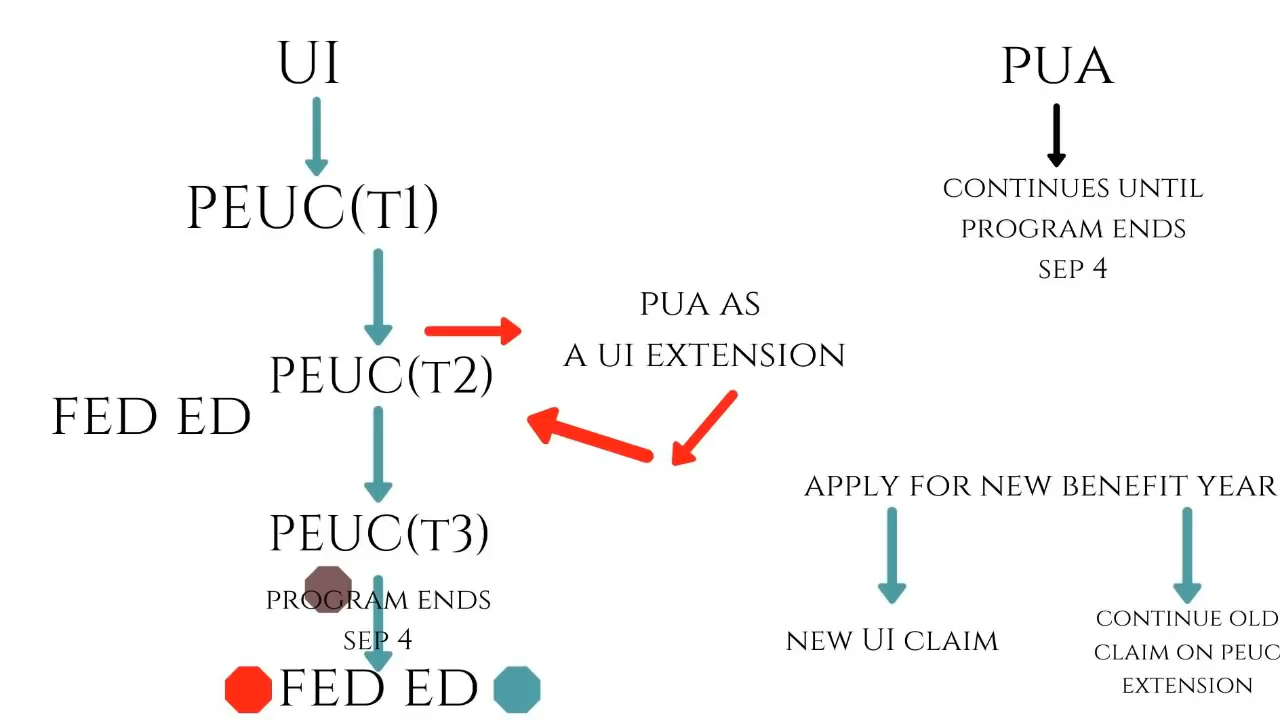 UI
PEUC(T1)
PEUC(T2)
FED ED
PEUC(T3)
PROGRAM ENDS
SEP 4
FED ED
PUA AS
A UI EXTENSION
PUA
CONTINUES UNTIL
PROGRAM ENDS
SEP 4
APPLY FOR NEW BENEFIT YEAR
NEW UI CLAIM
CONTINUE OLD
CLAIM ON PEUC
EXTENSION